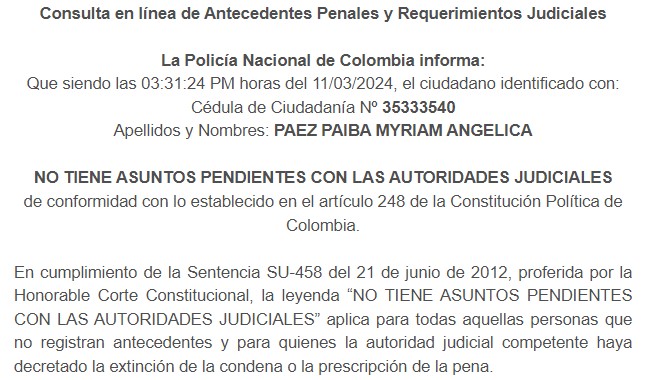 Consulta en línea de Antecedentes Penales y Requerimientos Judiciales
La Policía Nacional de Colombia informa:
Que siendo las 03:31:24 PM horas del 11/03/2024, el ciudadano identificado con:
Cédula de Ciudadanía Nº 35333540
Apellidos y Nombres: PAEZ PAIBA MYRIAM ANGELICA
NO TIENE ASUNTOS PENDIENTES CON LAS AUTORIDADES JUDICIALES
de conformidad con lo establecido en el artículo 248 de la Constitución Política de
Colombia.
En cumplimiento de la Sentencia SU-458 del 21 de junio de 2012, proferida por la
Honorable Corte Constitucional, la leyenda “NO TIENE ASUNTOS PENDIENTES
CON LAS AUTORIDADES JUDICIALES” aplica para todas aquellas personas que
no registran antecedentes y para quienes la autoridad judicial competente haya
decretado la extinción de la condena o la prescripción de la pena.